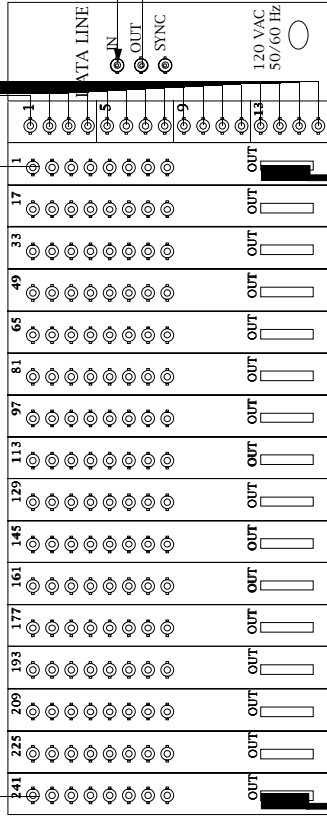 DATA LINE
IN
OUT
SYNC
120 VAC
50/60 Hz
1 5 9 13
1 OUT
17 OUT
33 OUT
49 OUT
65 OUT
81 OUT
97 OUT
113 OUT
129 OUT
145 OUT
161 OUT
177 OUT
193 OUT
209 OUT
225 OUT
241 OUT